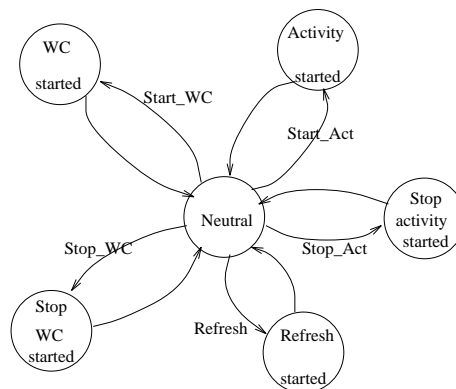 WC
started
Activity
started
Start_WC
Start_Act
Neutral
Stop
activity
started
Stop_WC
Stop_Act
Stop
WC
started
Refresh
Refresh
started